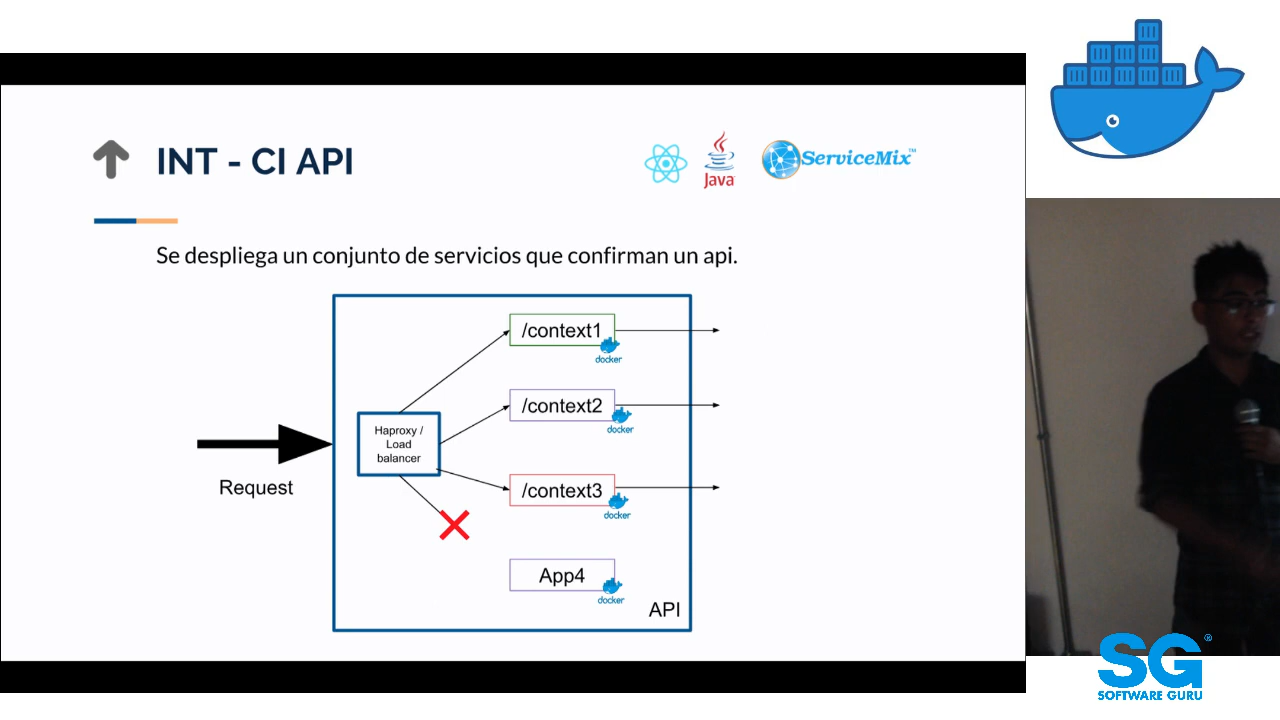 INT - CI API
Java
ServiceMix™
Se despliega un conjunto de servicios que confirman un api.
/context1
docker
/context2
docker
Haproxy /
Load
balancer
Request
/context3
docker
App4
docker
API
SG®
SOFTWARE GURU